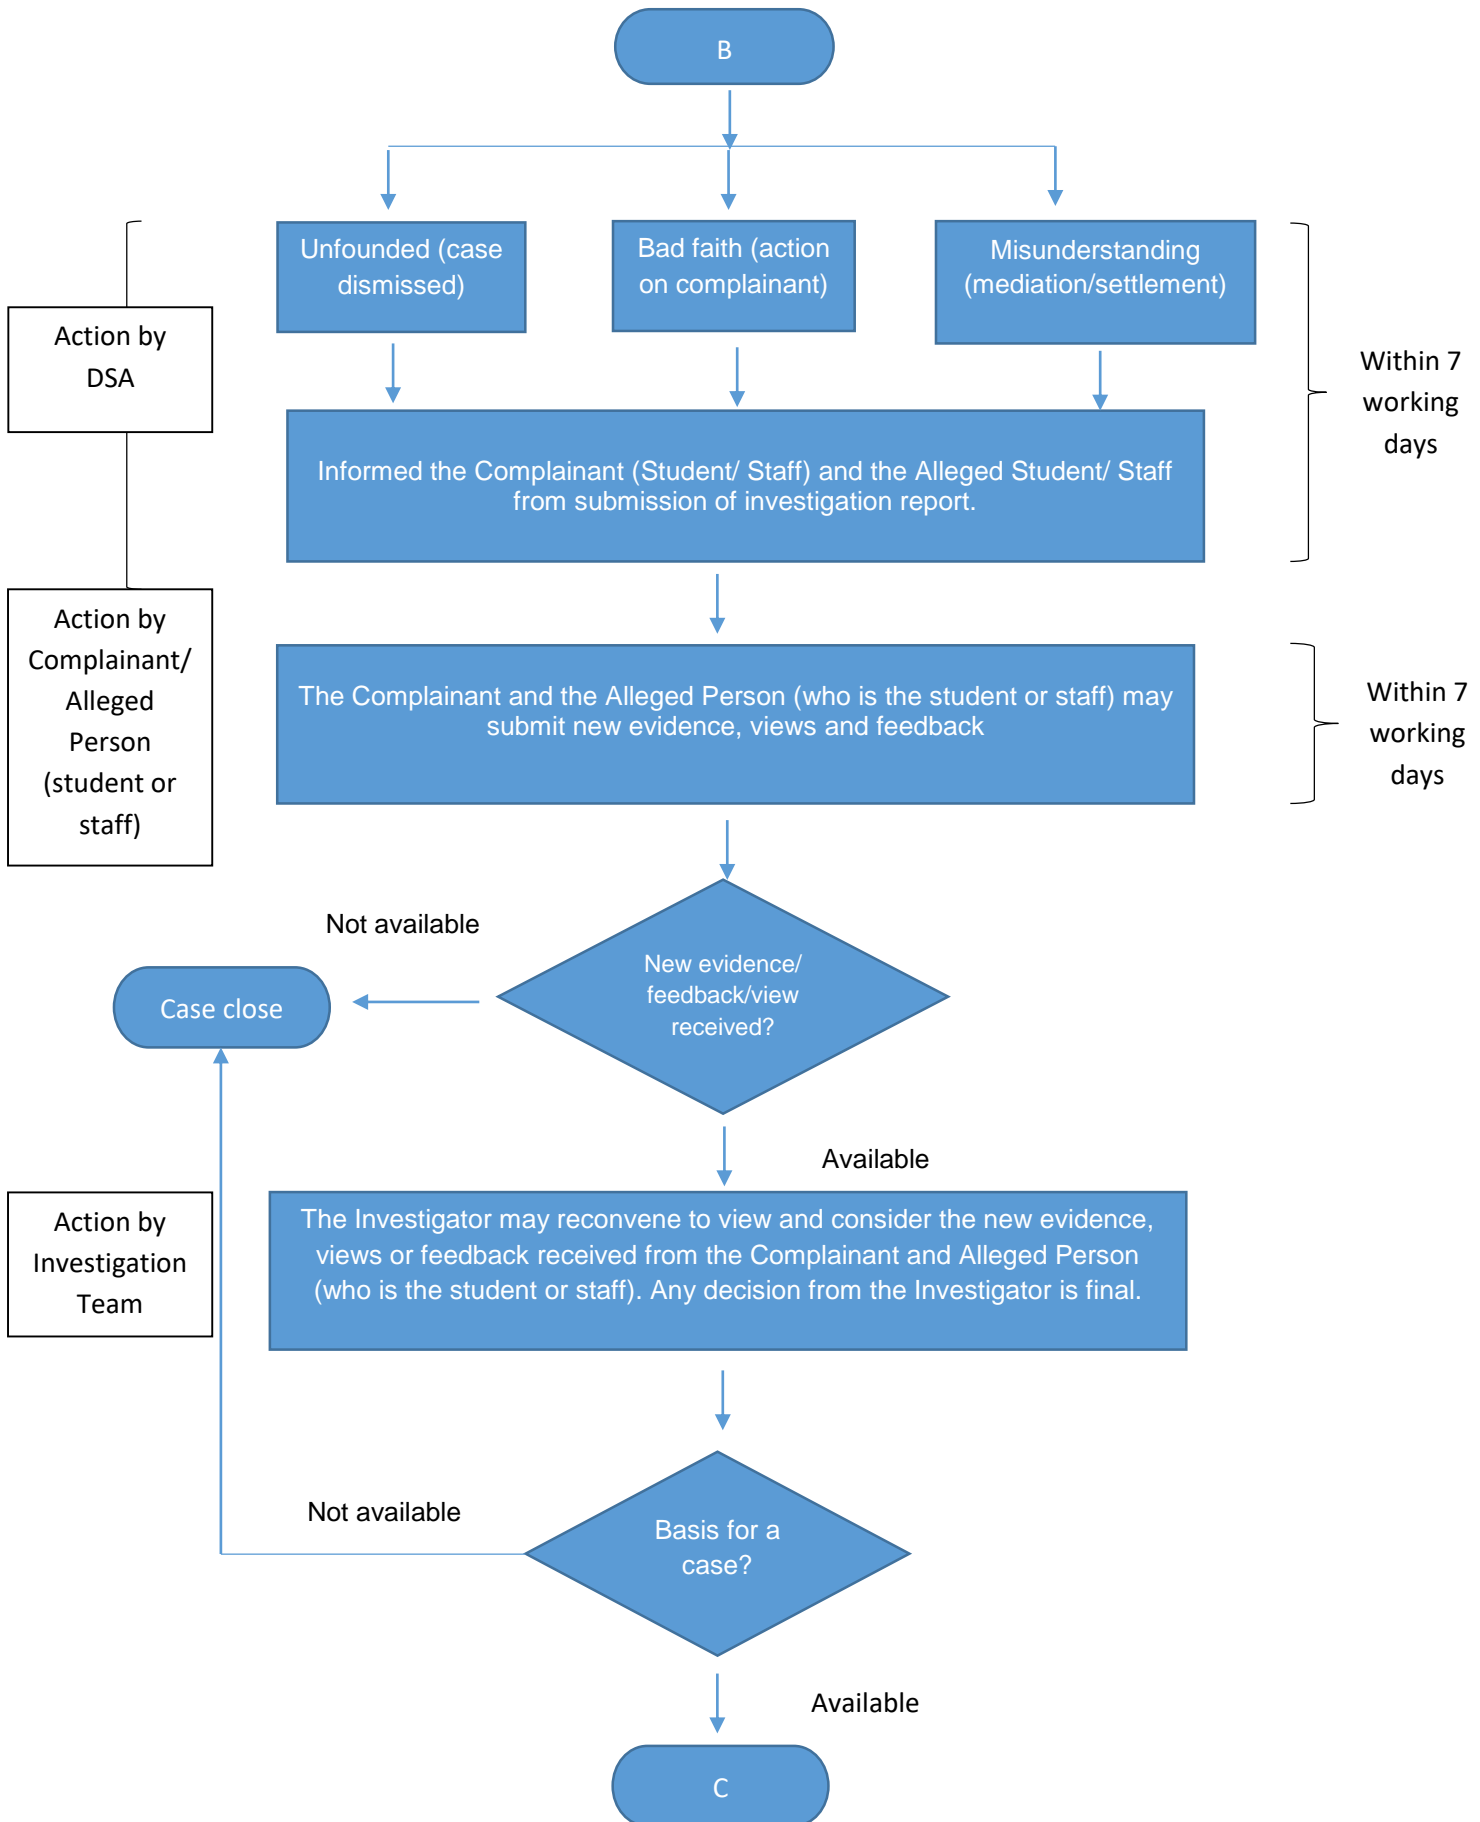 B
Unfounded (case
dismissed)
Bad faith (action
on complainant)
Misunderstanding
(mediation/settlement)
Action by
DSA
Within 7
working
days
Informed the Complainant (Student/ Staff) and the Alleged Student/ Staff
from submission of investigation report.
Action by
Complainant/
Alleged
Person
(student or
staff)
The Complainant and the Alleged Person (who is the student or staff) may
submit new evidence, views and feedback
Within 7
working
days
Not available
New evidence/
feedback/view
received?
Case close
Available
Action by
Investigation
Team
The Investigator may reconvene to view and consider the new evidence,
views or feedback received from the Complainant and Alleged Person
(who is the student or staff). Any decision from the Investigator is final.
Not available
Basis for a
case?
Available
C